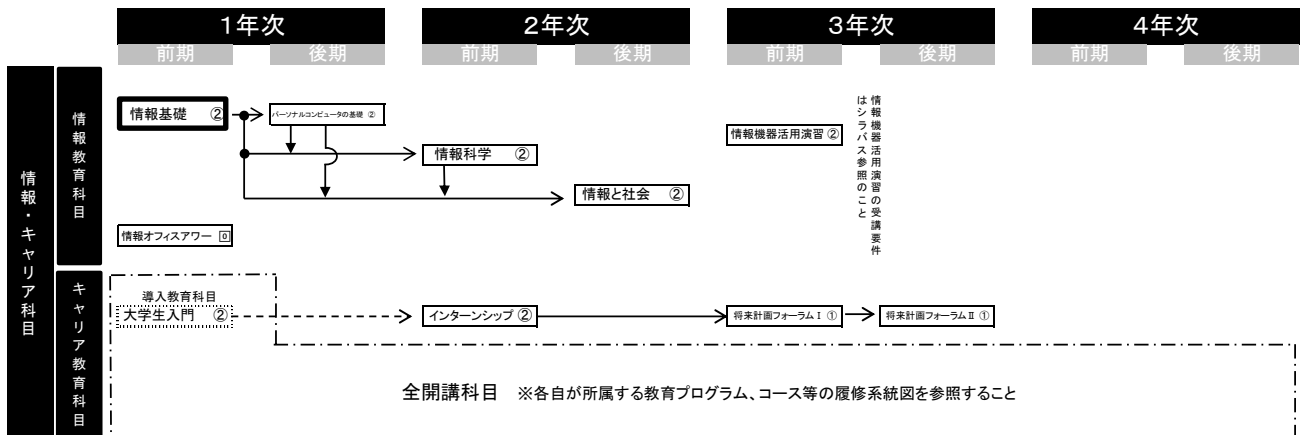 1年次
2年次
3年次
4年次
前期
後期
前期
後期
前期
後期
前期
後期
情報・キャリア科目
情報教育科目
情報基礎 ②
パーソナルコンピュータの基礎 ②
情報科学 ②
情報と社会 ②
情報機器活用演習 ②
情報機器活用演習の受講要件
はシラバス参照のこと
情報オフィスアワー 0
キャリア教育科目
導入教育科目
大学生入門 ②
インターンシップ ②
将来計画フォーラムⅠ ①
将来計画フォーラムⅡ ①
全開講科目 ※各自が所属する教育プログラム、コース等の履修系統図を参照すること